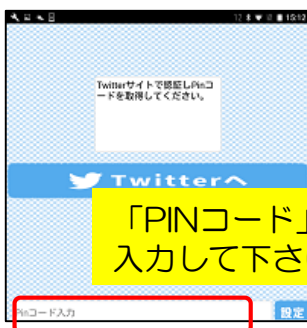 15:12
Twitterサイトで認証しPinコ
ードを取得してください。
Twitterへ
「PINコード」
入力して下さ
Pinコード入力
設定